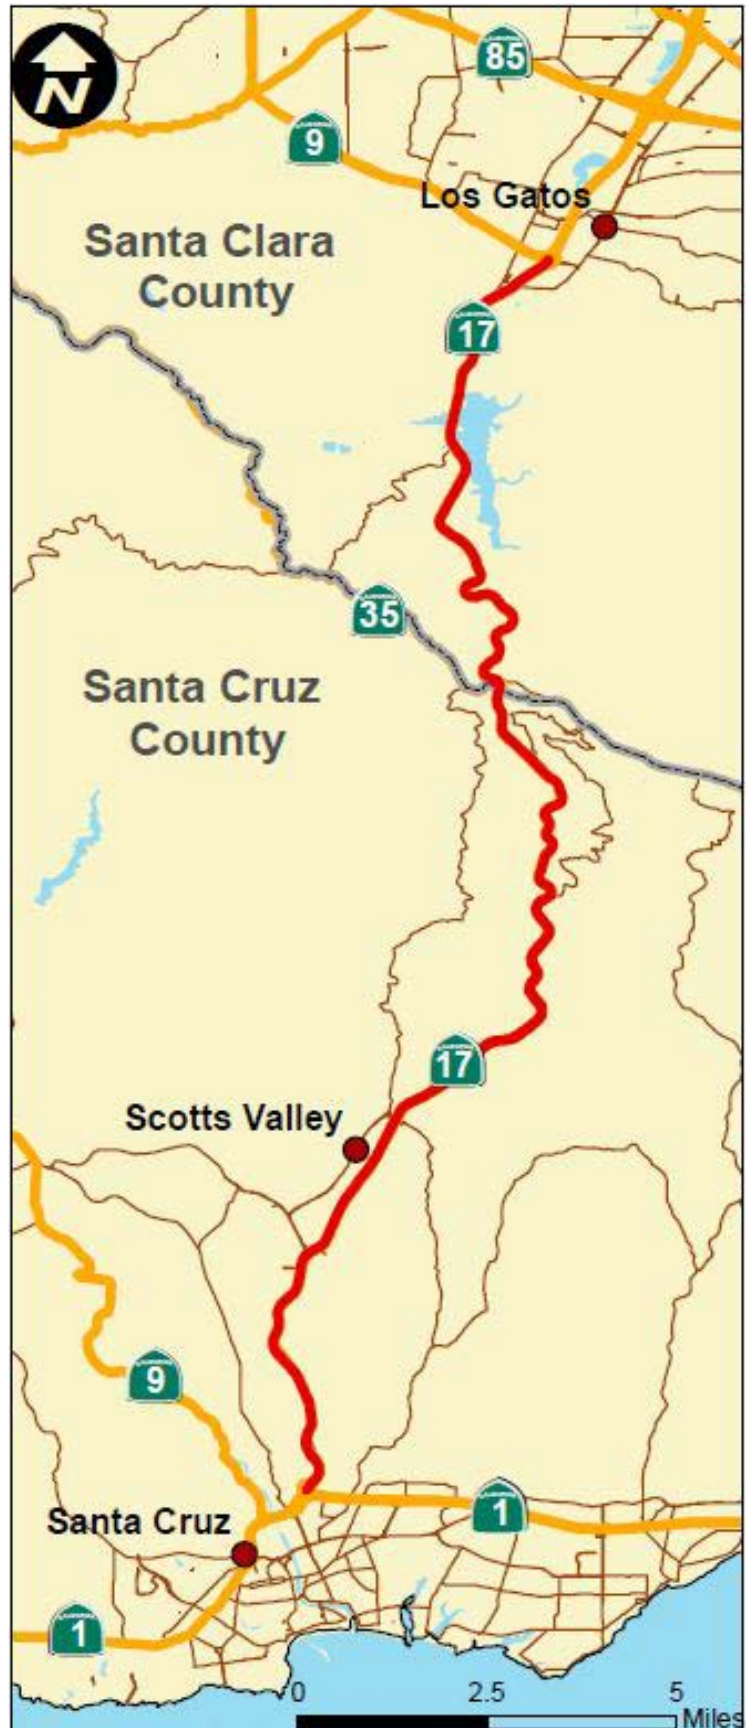 N
85
9
Los Gatos
Santa Clara
County
17
35
Santa Cruz
County
17
Scotts Valley
9
1
Santa Cruz
1
0 2.5 5
Miles